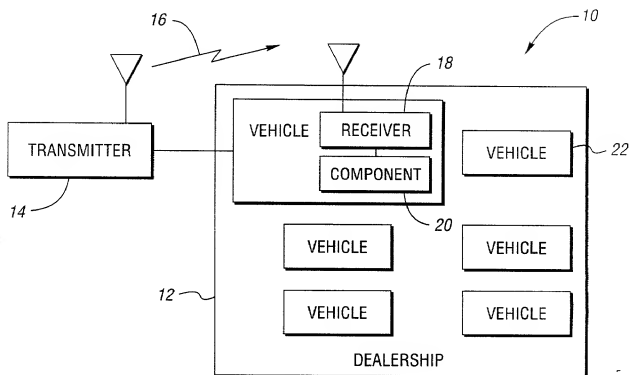 16
10
18
VEHICLE
RECEIVER
TRANSMITTER
VEHICLE
22
COMPONENT
14
20
VEHICLE
VEHICLE
12
VEHICLE
VEHICLE
DEALERSHIP